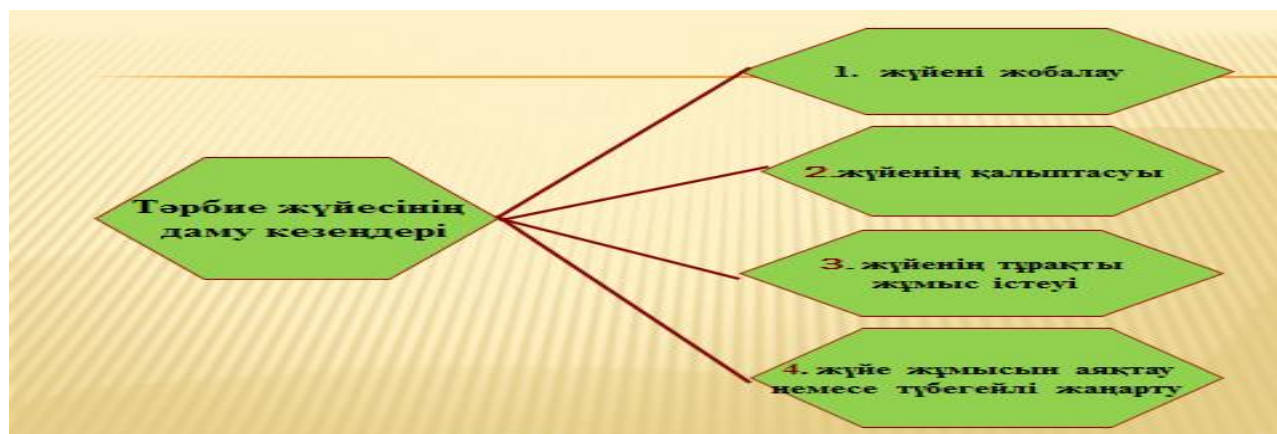 Тәрбие жүйесінің
даму кезеңдері
1. жүйені жобалау
2.жүйенің қалыптасуы
3. жүйенің тұрақты
жұмыс істеуі
4. жүйе жұмысын аяқтау
немесе түбегейлі жаңарту